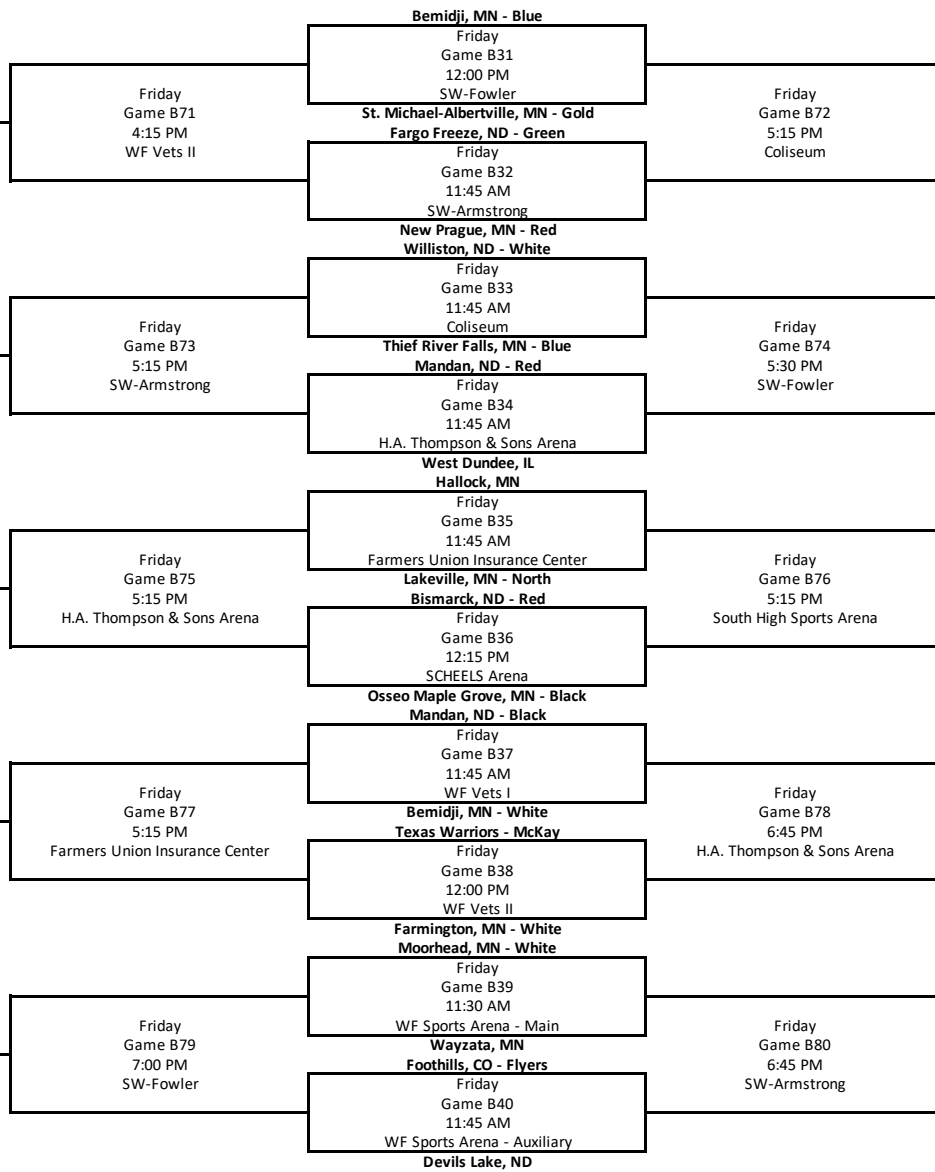 Bemidji, MN - Blue
Friday
Game B31
12:00 PM
SW-Fowler
St. Michael-Albertville, MN - Gold
Friday
Game B71
4:15 PM
WF Vets II
Friday
Game B72
5:15 PM
Coliseum
Fargo Freeze, ND - Green
Friday
Game B32
11:45 AM
SW-Armstrong
New Prague, MN - Red
Williston, ND - White
Friday
Game B33
11:45 AM
Coliseum
Thief River Falls, MN - Blue
Friday
Game B73
5:15 PM
SW-Armstrong
Friday
Game B74
5:30 PM
SW-Fowler
Mandan, ND - Red
Friday
Game B34
11:45 AM
H.A. Thompson & Sons Arena
West Dundee, IL
Hallock, MN
Friday
Game B35
11:45 AM
Farmers Union Insurance Center
Lakeville, MN - North
Friday
Game B75
5:15 PM
H.A. Thompson & Sons Arena
Friday
Game B76
5:15 PM
South High Sports Arena
Bismarck, ND - Red
Friday
Game B36
12:15 PM
SCHEELS Arena
Osseo Maple Grove, MN - Black
Mandan, ND - Black
Friday
Game B37
11:45 AM
WF Vets I
Bemidji, MN - White
Friday
Game B77
5:15 PM
Farmers Union Insurance Center
Friday
Game B78
6:45 PM
H.A. Thompson & Sons Arena
Texas Warriors - McKay
Friday
Game B38
12:00 PM
WF Vets II
Farmington, MN - White
Moorhead, MN - White
Friday
Game B39
11:30 AM
WF Sports Arena - Main
Wayzata, MN
Friday
Game B79
7:00 PM
SW-Fowler
Friday
Game B80
6:45 PM
SW-Armstrong
Foothills, CO - Flyers
Friday
Game B40
11:45 AM
WF Sports Arena - Auxiliary
Devils Lake, ND